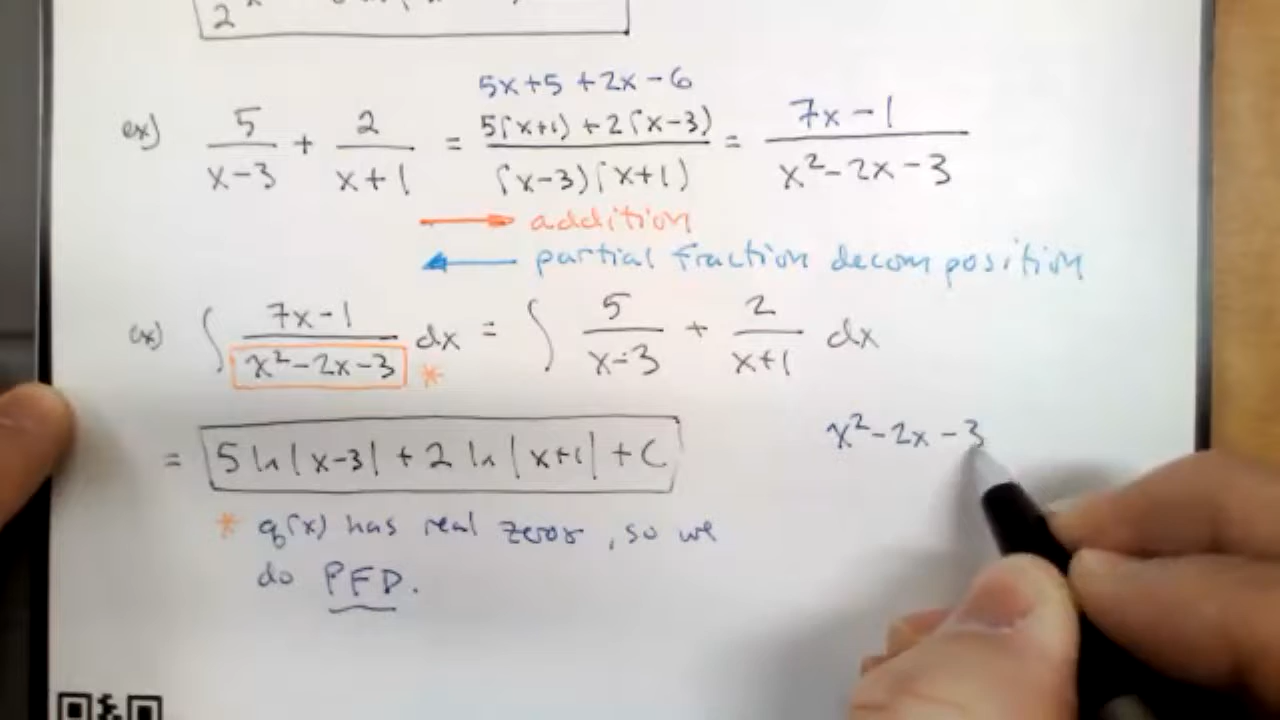 5x+5 +2x-6
ex) 5/(x-3) + 2/(x+1) = (5(x+1) + 2(x-3))/((x-3)(x+1)) = (7x-1)/(x²-2x-3)
→ addition
← partial fraction decomposition
ex) ∫ (7x-1)/(x²-2x-3) dx = ∫ 5/(x-3) + 2/(x+1) dx
*
x²-2x-3
= 5 ln|x-3| + 2 ln|x+1| + C
* q(x) has real zeros, so we
do PFD.